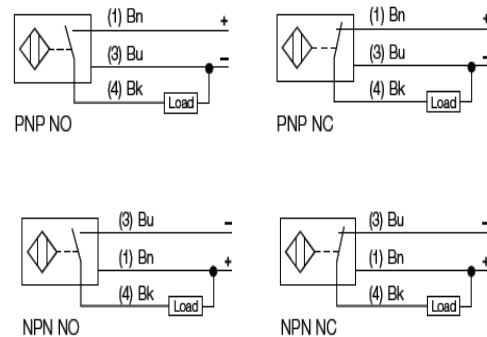 (1) Bn +
(3) Bu −
(4) Bk
Load
PNP NO
(1) Bn +
(3) Bu −
(4) Bk
Load
PNP NC
(3) Bu −
(1) Bn +
(4) Bk
Load
NPN NO
(3) Bu −
(1) Bn +
(4) Bk
Load
NPN NC